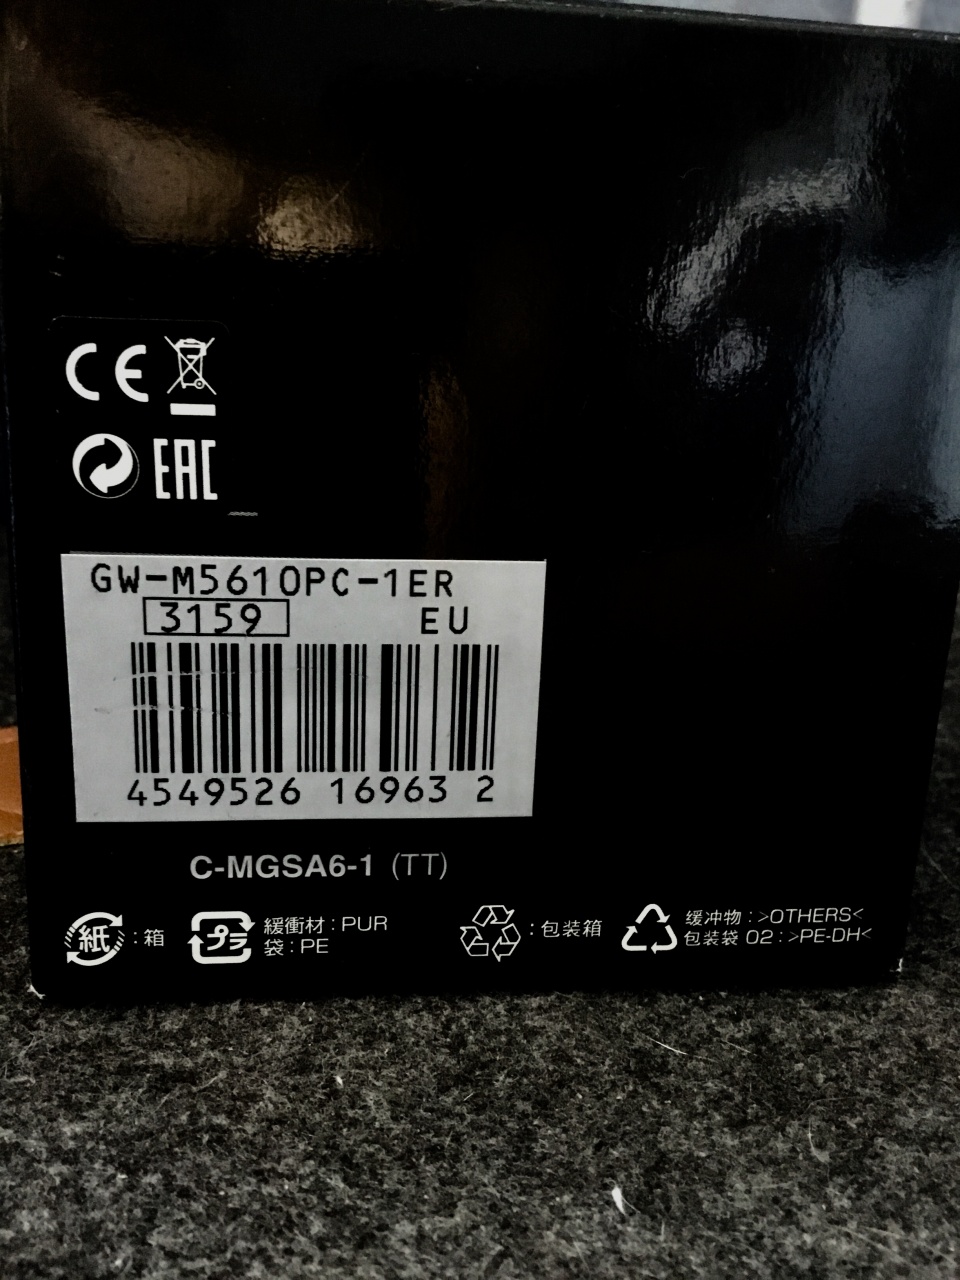 CE
EAC
GW-M5610PC-1ER
3159 EU
4549526 16963 2
C-MGSA6-1 (TT)
紙 : 箱
プラ 緩衝材 : PUR
袋 : PE
: 包装箱
缓冲物 : >OTHERS<
包装袋 02 : >PE-DH<